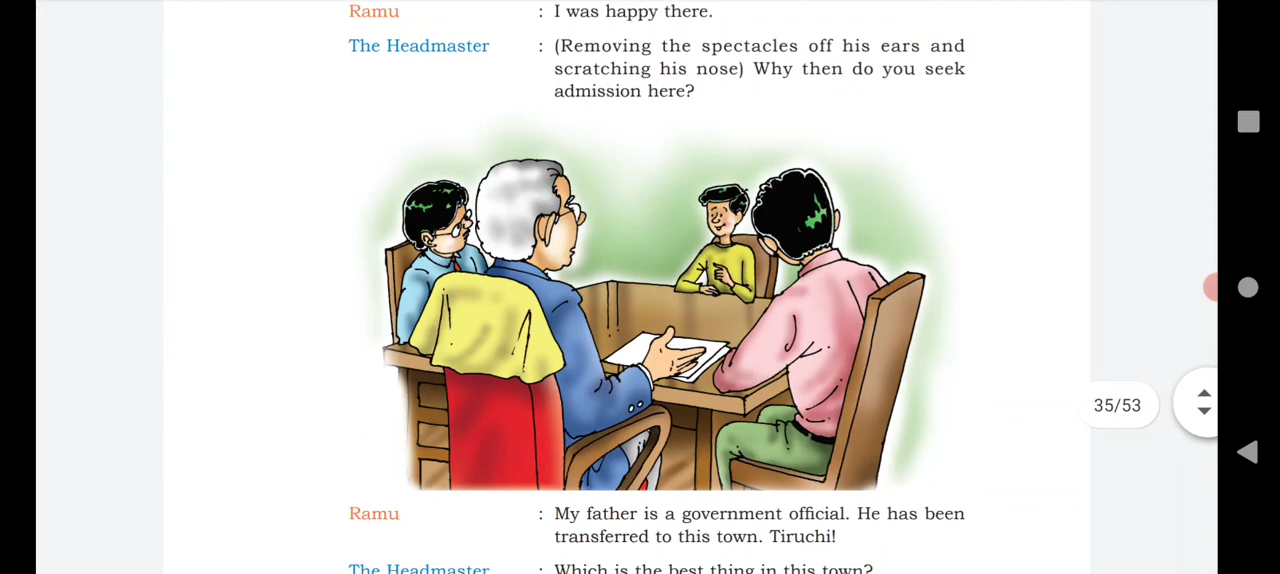 Ramu : I was happy there.
The Headmaster : (Removing the spectacles off his ears and
scratching his nose) Why then do you seek
admission here?
35/53
Ramu : My father is a government official. He has been
transferred to this town. Tiruchi!
The Headmaster : Which is the best thing in this town?